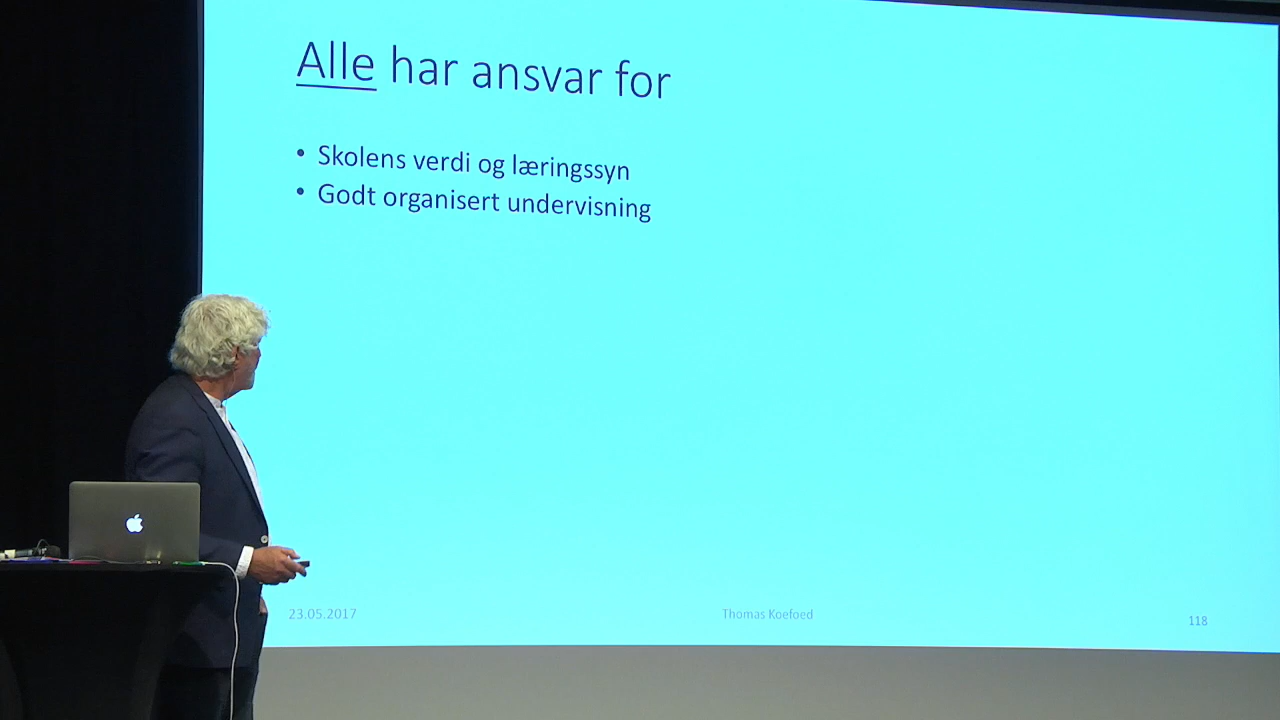 Alle har ansvar for
• Skolens verdi og læringssyn
• Godt organisert undervisning
23.05.2017
Thomas Koefoed
118